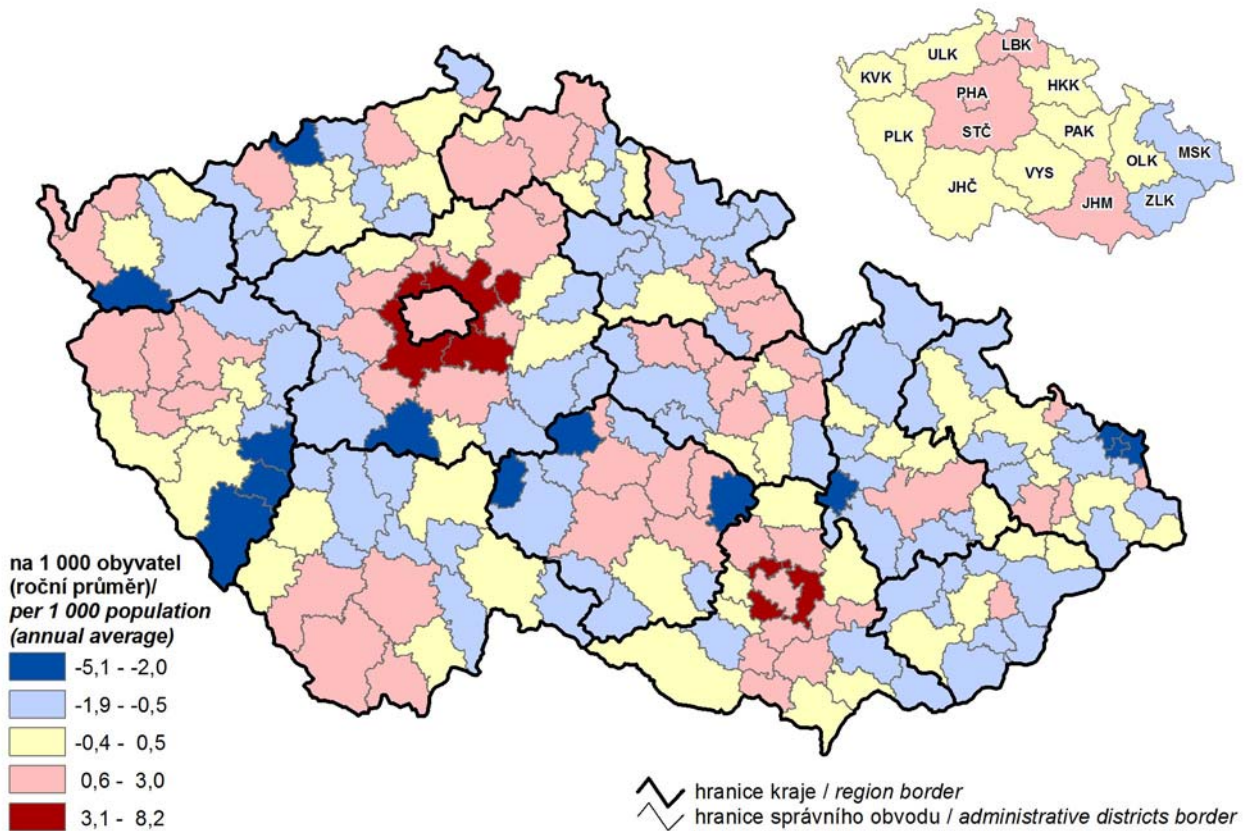 LBK
ULK
KVK
HKK
PHA
PLK
STČ
PAK
OLK
MSK
VYS
JHČ
JHM
ZLK
na 1 000 obyvatel
(roční průměr)/
per 1 000 population
(annual average)
-5,1 - -2,0
-1,9 - -0,5
-0,4 - 0,5
0,6 - 3,0
3,1 - 8,2
hranice kraje / region border
hranice správního obvodu / administrative districts border